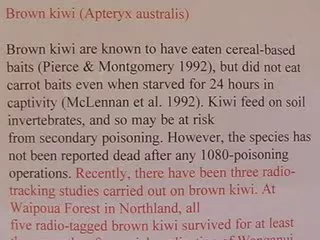 Brown kiwi (Apteryx australis)
Brown kiwi are known to have eaten cereal-based
baits (Pierce & Montgomery 1992), but did not eat
carrot baits even when starved for 24 hours in
captivity (McLennan et al. 1992). Kiwi feed on soil
invertebrates, and so may be at risk
from secondary poisoning. However, the species has
not been reported dead after any 1080-poisoning
operations. Recently, there have been three radio-
tracking studies carried out on brown kiwi. At
Waipoua Forest in Northland, all
five radio-tagged brown kiwi survived for at least